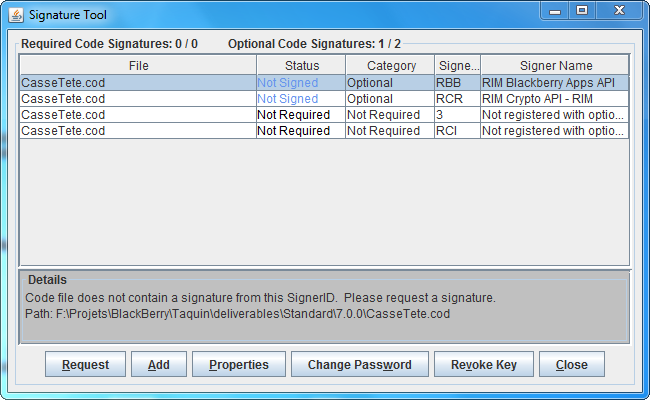 Signature Tool
Required Code Signatures: 0 / 0 Optional Code Signatures: 1 / 2
File Status Category Signe... Signer Name
CasseTete.cod Not Signed Optional RBB RIM Blackberry Apps API
CasseTete.cod Not Signed Optional RCR RIM Crypto API - RIM
CasseTete.cod Not Required Not Required 3 Not registered with optio...
CasseTete.cod Not Required Not Required RCI Not registered with optio...
Details
Code file does not contain a signature from this SignerID. Please request a signature.
Path: F:\Projets\BlackBerry\Taquin\deliverables\Standard\7.0.0\CasseTete.cod
Request Add Properties Change Password Revoke Key Close